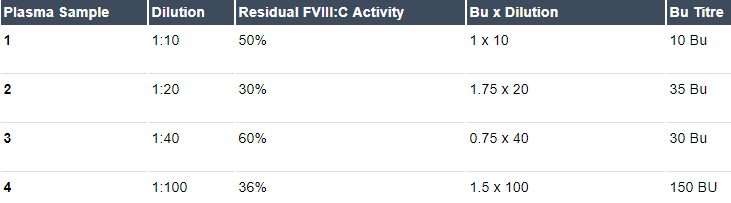 Plasma Sample Dilution Residual FVIII:C Activity Bu x Dilution Bu Titre
1 1:10 50% 1 x 10 10 Bu
2 1:20 30% 1.75 x 20 35 Bu
3 1:40 60% 0.75 x 40 30 Bu
4 1:100 36% 1.5 x 100 150 BU